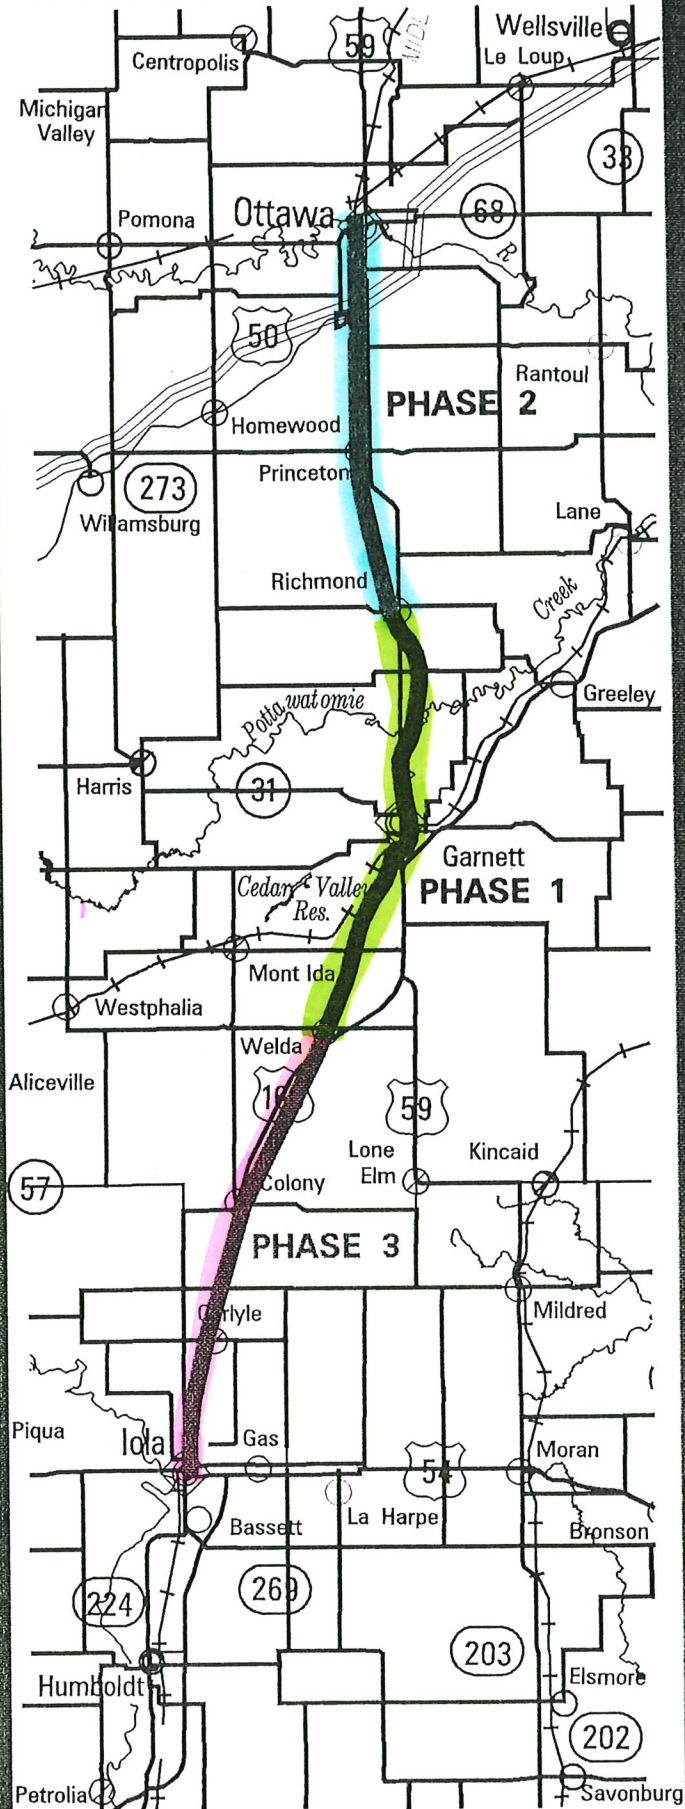 Wellsville
59
MIDL
Centropolis
Le Loup
Michigan
Valley
33
Ottawa
68
Pomona
R
50
Rantoul
PHASE 2
Homewood
Princeton
273
Lane
Williamsburg
Richmond
Creek
Greeley
Pottawatomie
Harris
31
Garnett
Cedar Valley
Res.
PHASE 1
Mont Ida
Westphalia
Welda
Aliceville
59
Lone
Elm
Kincaid
57
Colony
PHASE 3
Carlyle
Mildred
Piqua
Iola
Gas
54
Moran
La Harpe
Bassett
Bronson
224
269
203
Humboldt
Elsmore
202
Petrolia
Savonburg